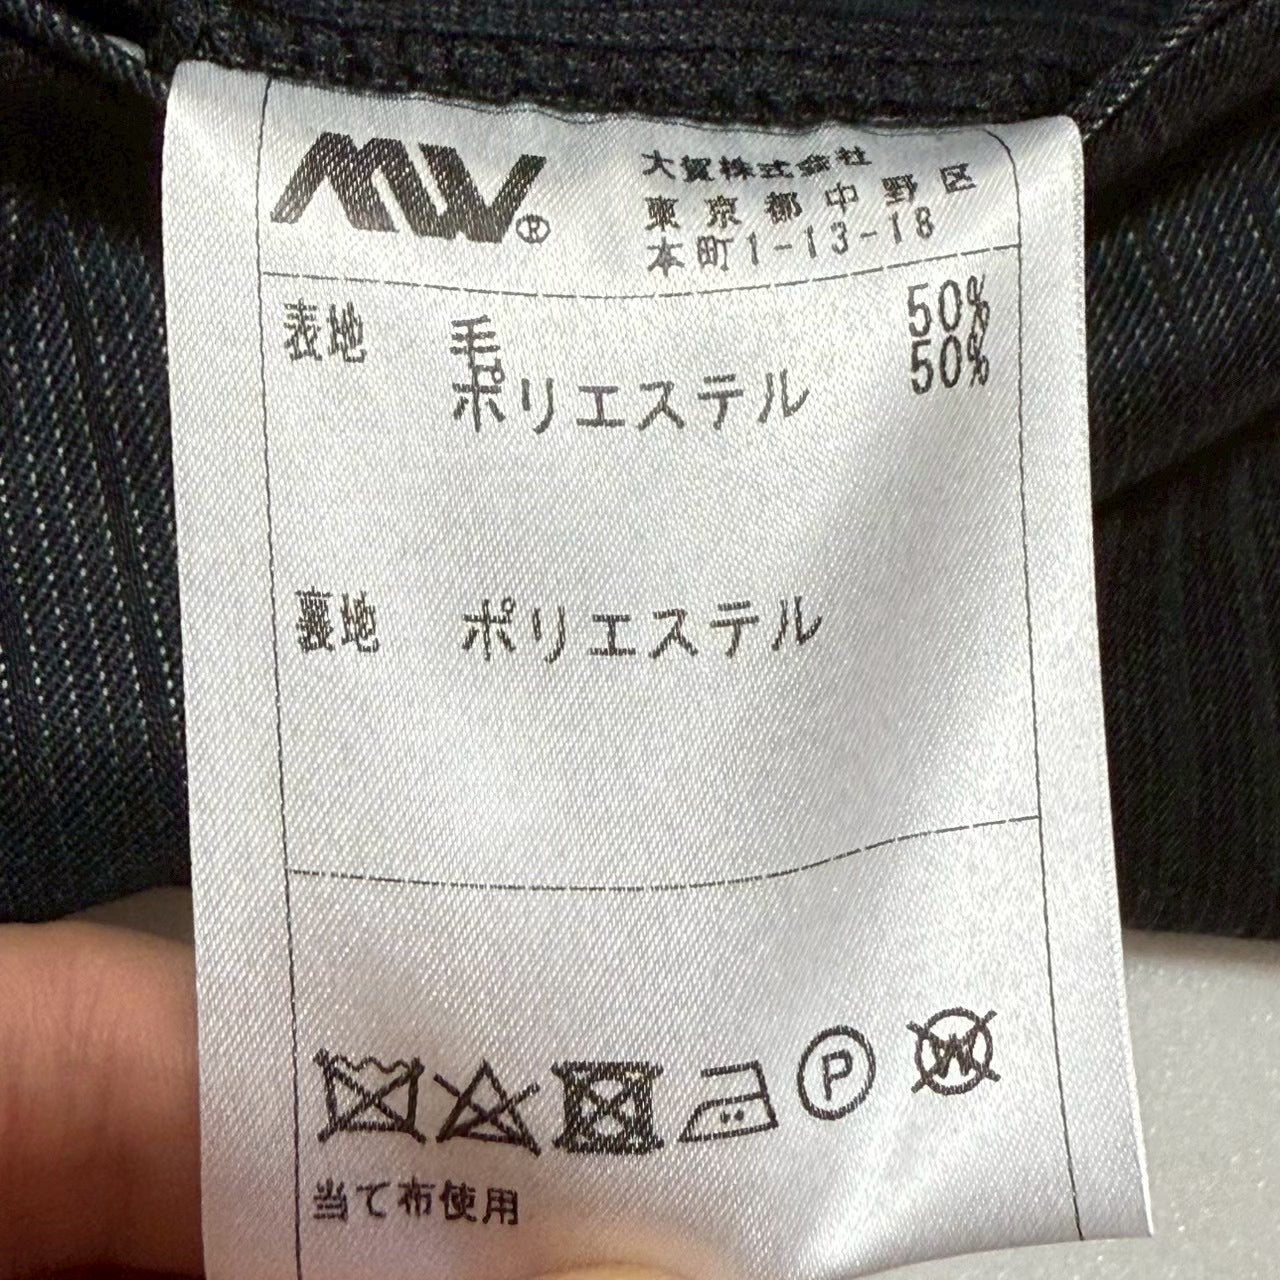 MW®
大賀株式会社
東京都中野区
本町1-13-18
表地 毛 50%
ポリエステル 50%
裏地 ポリエステル
P
W
当て布使用